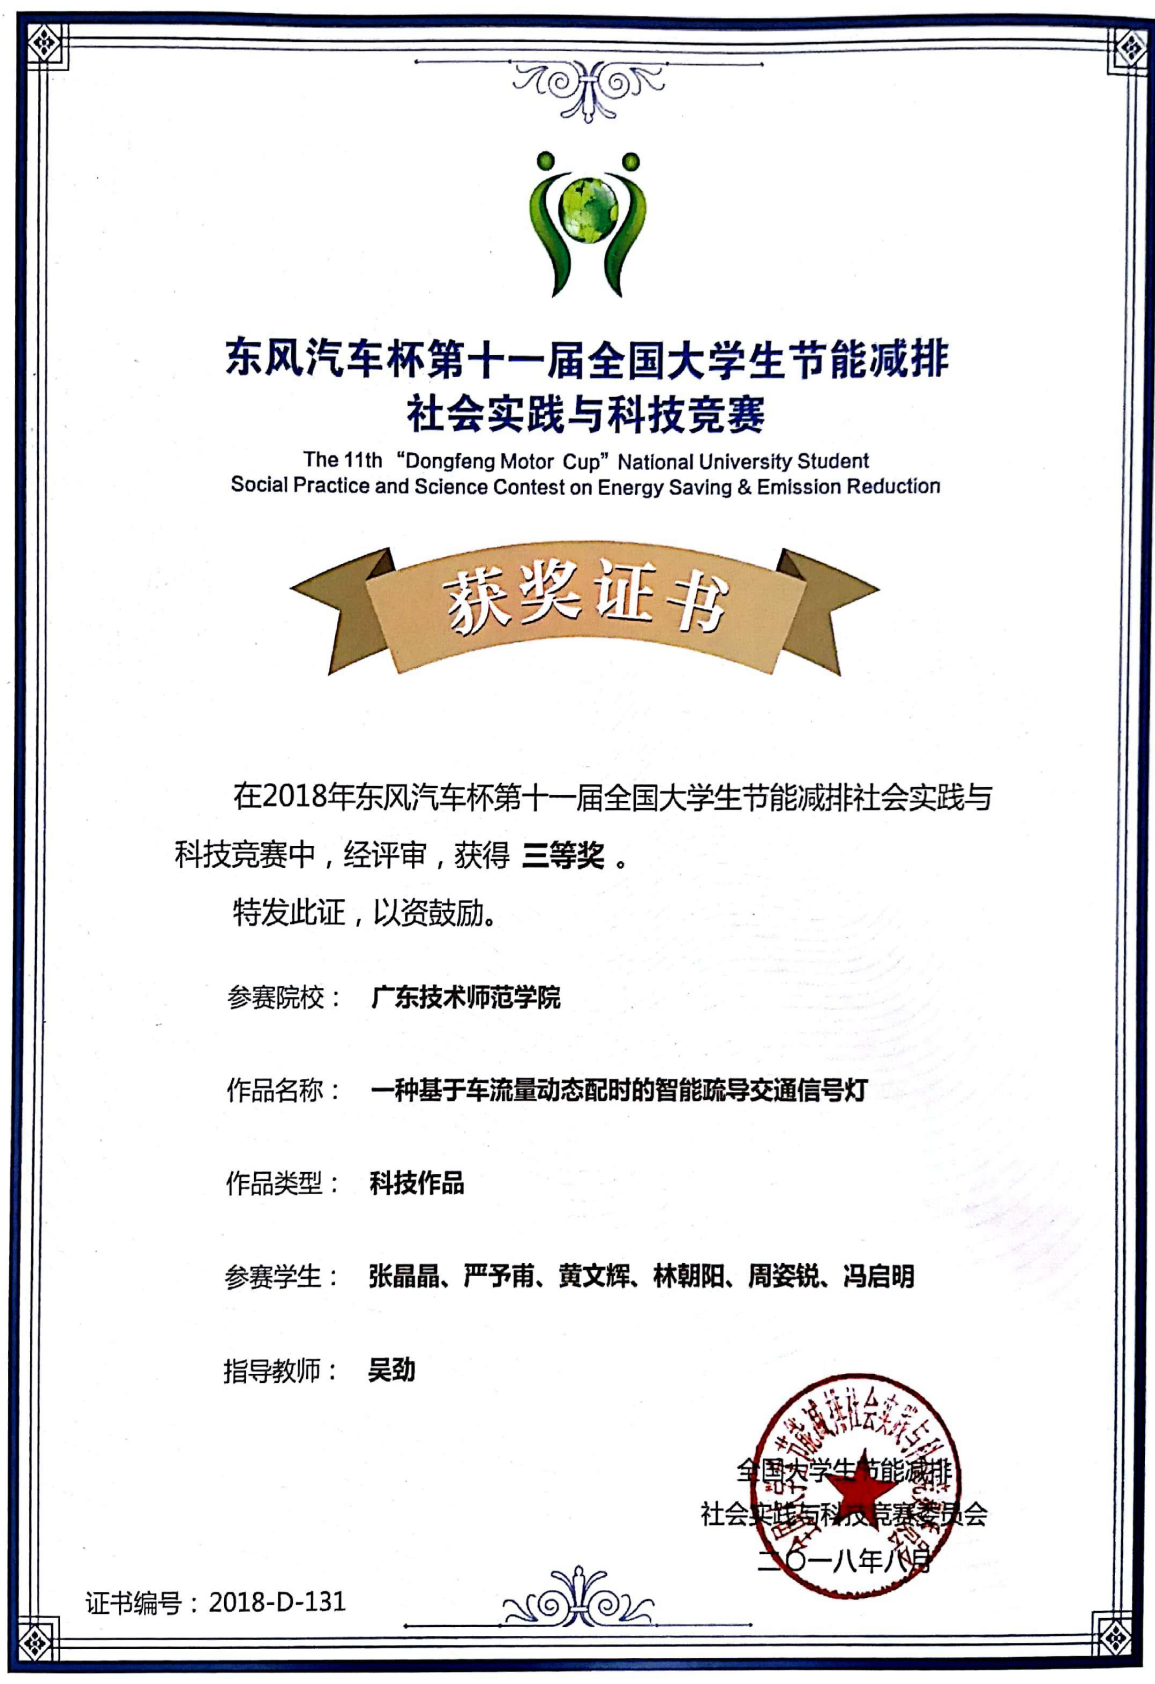 东风汽车杯第十一届全国大学生节能减排
社会实践与科技竞赛
The 11th “Dongfeng Motor Cup” National University Student
Social Practice and Science Contest on Energy Saving & Emission Reduction
获奖证书
在2018年东风汽车杯第十一届全国大学生节能减排社会实践与
科技竞赛中，经评审，获得 三等奖 。
特发此证，以资鼓励。
参赛院校： 广东技术师范学院
作品名称： 一种基于车流量动态配时的智能疏导交通信号灯
作品类型： 科技作品
参赛学生： 张晶晶、严予甫、黄文辉、林朝阳、周姿锐、冯启明
指导教师： 吴劲
全国大学生节能减排
社会实践与科技竞赛委员会
二〇一八年八月
证书编号：2018-D-131